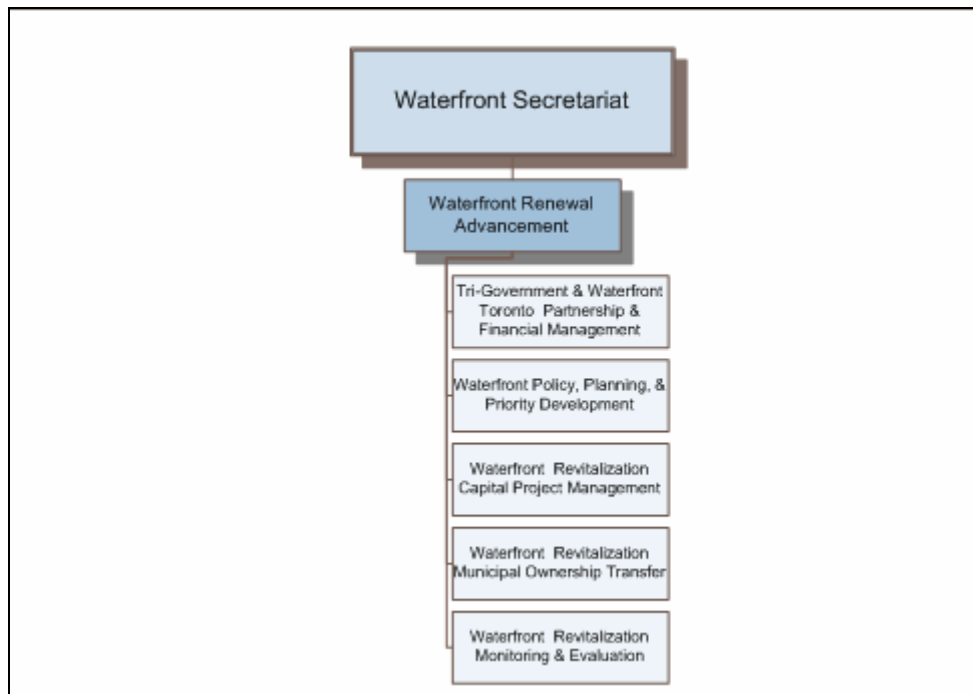 Waterfront Secretariat
Waterfront Renewal
Advancement
Tri-Government & Waterfront
Toronto Partnership &
Financial Management
Waterfront Policy, Planning, &
Priority Development
Waterfront Revitalization
Capital Project Management
Waterfront Revitalization
Municipal Ownership Transfer
Waterfront Revitalization
Monitoring & Evaluation